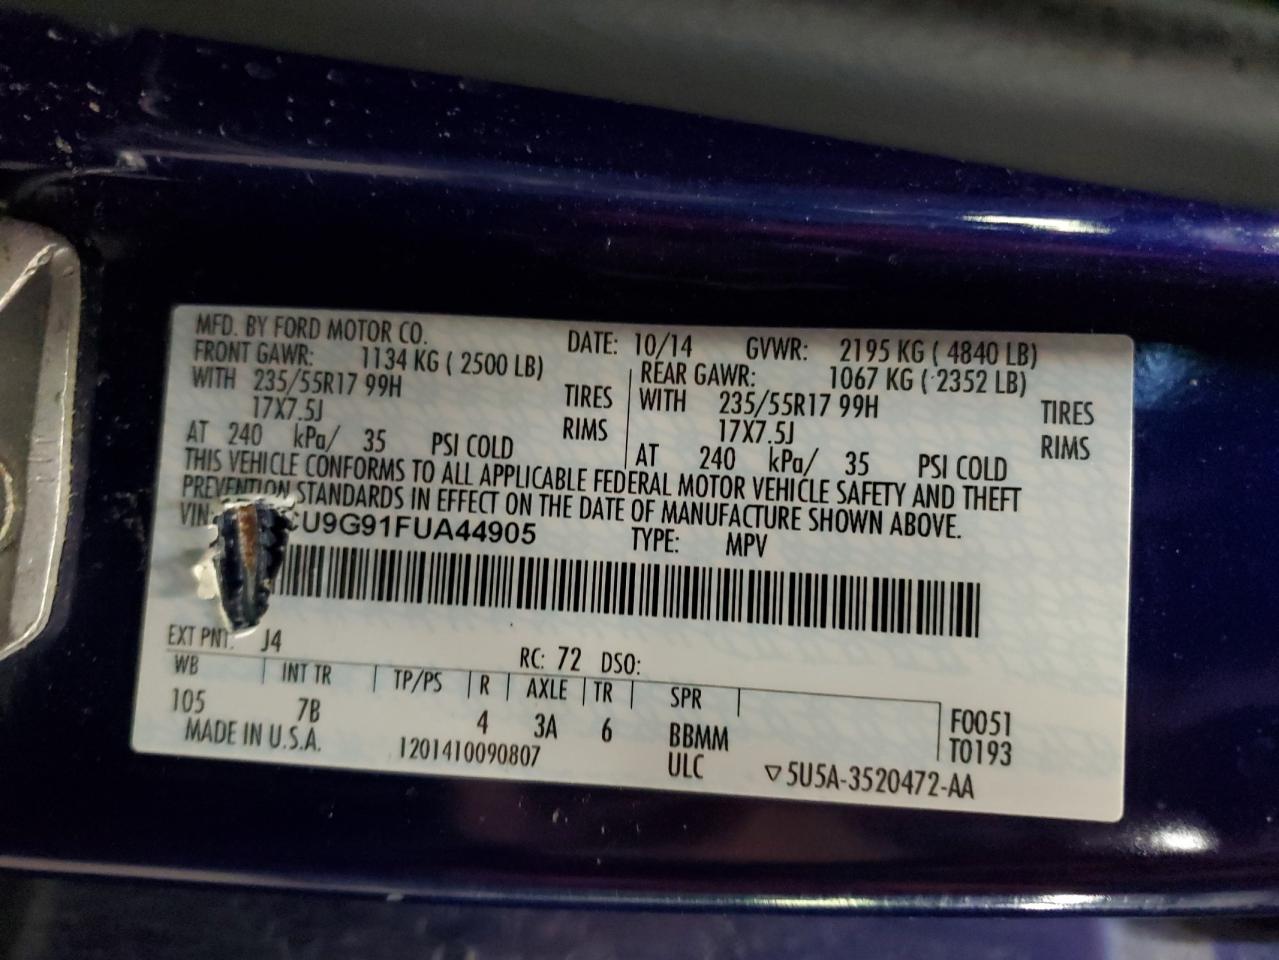 MFD. BY FORD MOTOR CO. DATE: 10/14 GVWR: 2195 KG ( 4840 LB)
FRONT GAWR: 1134 KG ( 2500 LB) REAR GAWR: 1067 KG ( 2352 LB)
WITH 235/55R17 99H TIRES WITH 235/55R17 99H TIRES
17X7.5J RIMS 17X7.5J RIMS
AT 240 kPa/ 35 PSI COLD AT 240 kPa/ 35 PSI COLD
THIS VEHICLE CONFORMS TO ALL APPLICABLE FEDERAL MOTOR VEHICLE SAFETY AND THEFT
PREVENTION STANDARDS IN EFFECT ON THE DATE OF MANUFACTURE SHOWN ABOVE.
VIN: CU9G91FUA44905 TYPE: MPV
EXT PNT: J4 RC: 72 DSO:
WB INT TR TP/PS R AXLE TR SPR
105 7B 4 3A 6 BBMM F0051
MADE IN U.S.A. 1201410090807 ULC T0193
▽5U5A-3520472-AA